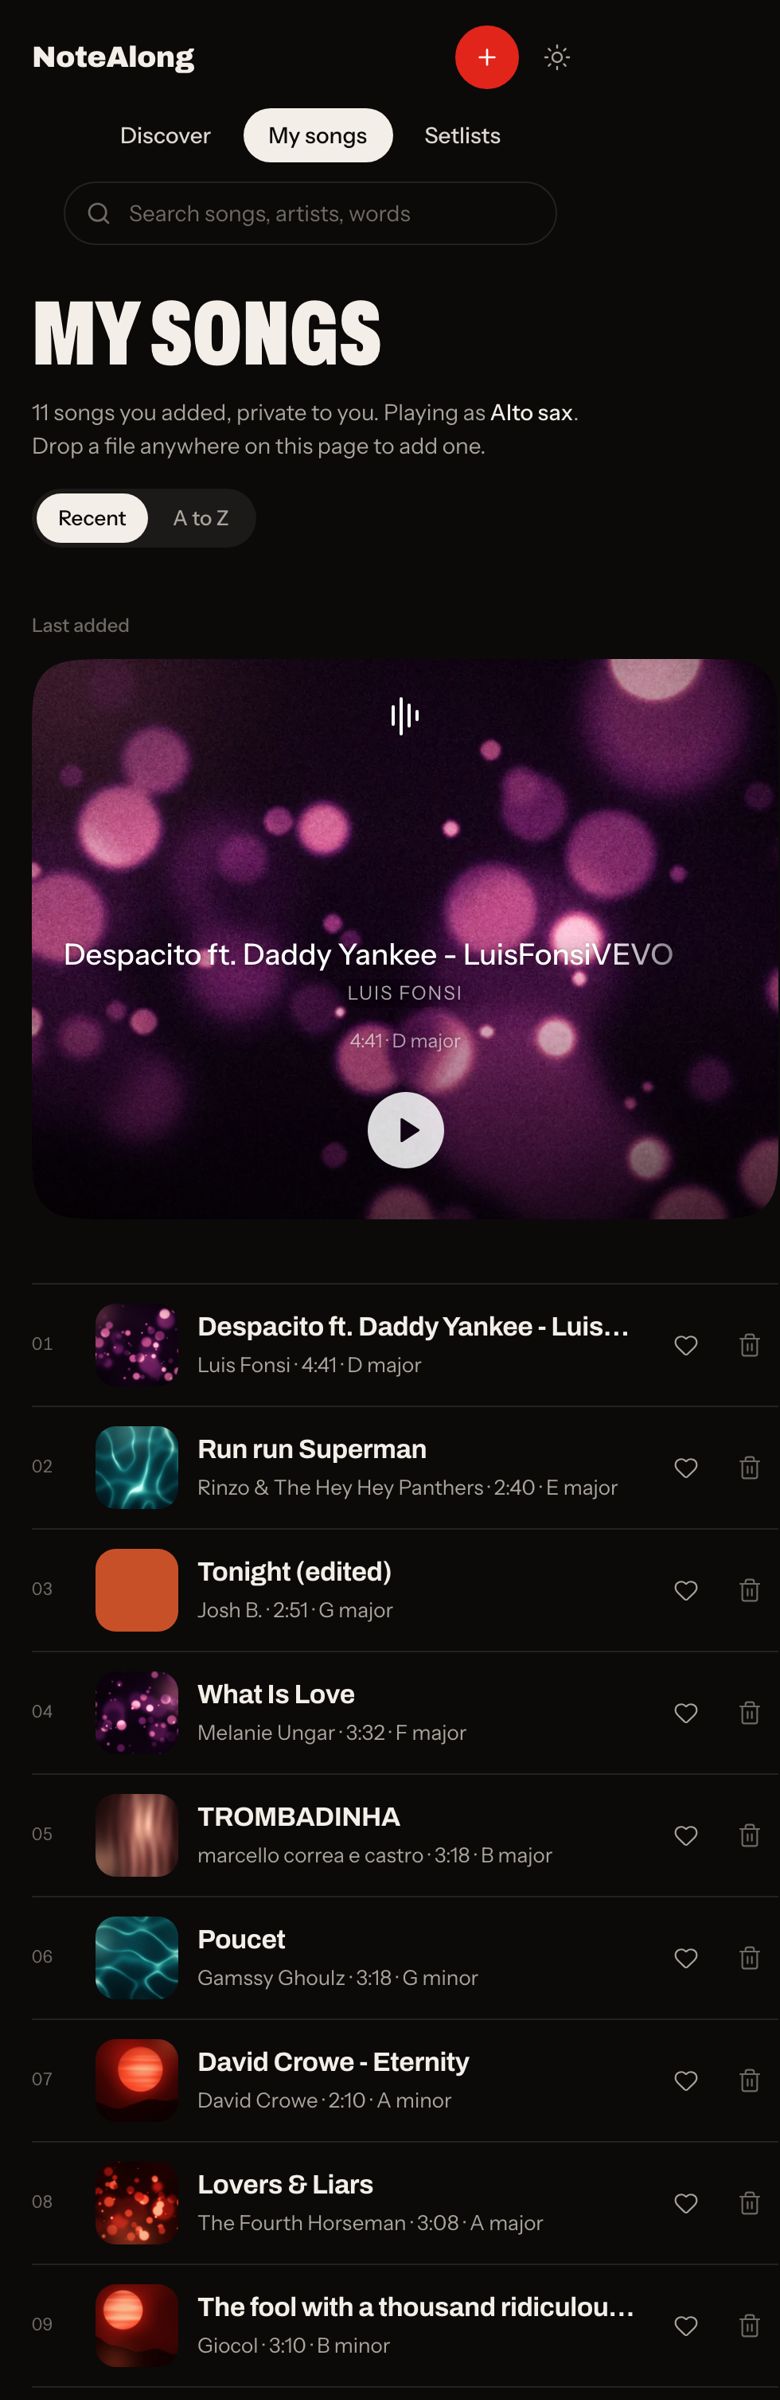 NoteAlong
Discover
My songs
Setlists
Search songs, artists, words
MY SONGS
11 songs you added, private to you. Playing as Alto sax.
Drop a file anywhere on this page to add one.
Recent
A to Z
Last added
Despacito ft. Daddy Yankee - LuisFonsiVEVO
LUIS FONSI
4:41 · D major
01
Despacito ft. Daddy Yankee - Luis...
Luis Fonsi · 4:41 · D major
02
Run run Superman
Rinzo & The Hey Hey Panthers · 2:40 · E major
03
Tonight (edited)
Josh B. · 2:51 · G major
04
What Is Love
Melanie Ungar · 3:32 · F major
05
TROMBADINHA
marcello correa e castro · 3:18 · B major
06
Poucet
Gamssy Ghoulz · 3:18 · G minor
07
David Crowe - Eternity
David Crowe · 2:10 · A minor
08
Lovers & Liars
The Fourth Horseman · 3:08 · A major
09
The fool with a thousand ridiculou...
Giocol · 3:10 · B minor